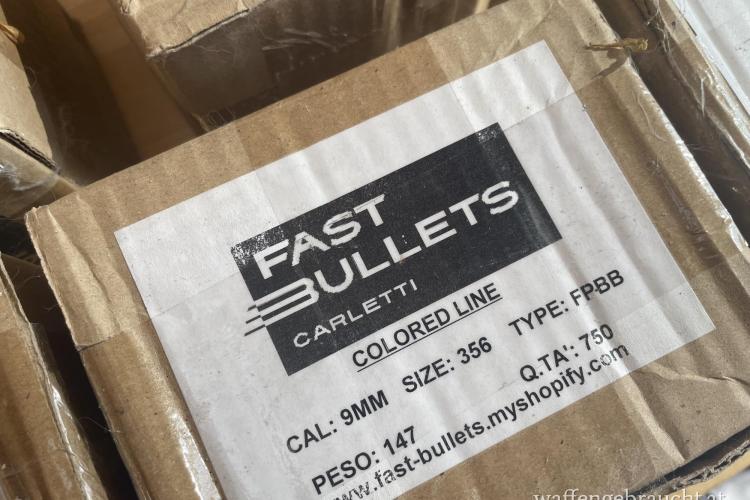 FAST
BULLETS
CARLETTI
COLORED LINE
CAL: 9MM SIZE: 356 TYPE: FPBB
PESO: 147 Q.TA': 750
www.fast-bullets.myshopify.com
waffengebraucht.at